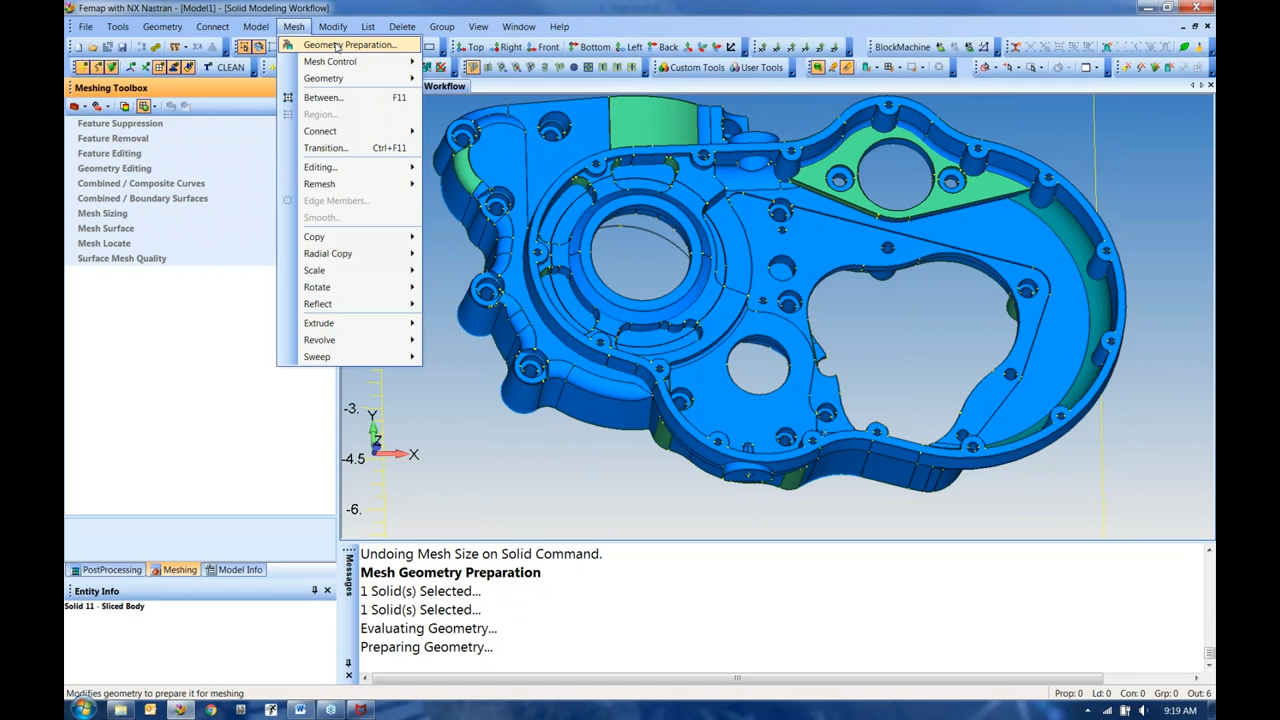 Femap with NX Nastran - [Model1] - [Solid Modeling Workflow]
File Tools Geometry Connect Model Mesh Modify List Delete Group View Window Help
Top Right Front Bottom Left Back BlockMachine
CLEAN Custom Tools User Tools
Meshing Toolbox
Feature Suppression
Feature Removal
Feature Editing
Geometry Editing
Combined / Composite Curves
Combined / Boundary Surfaces
Mesh Sizing
Mesh Surface
Mesh Locate
Surface Mesh Quality
Geometry Preparation...
Mesh Control
Geometry
Between... F11
Region...
Connect
Transition... Ctrl+F11
Editing...
Remesh
Edge Members...
Smooth...
Copy
Radial Copy
Scale
Rotate
Reflect
Extrude
Revolve
Sweep
Workflow
-3.
-4.5
-6.
Y
Z
X
PostProcessing Meshing Model Info
Entity Info
Solid 11 - Sliced Body
Messages
Undoing Mesh Size on Solid Command.
Mesh Geometry Preparation
1 Solid(s) Selected...
1 Solid(s) Selected...
Evaluating Geometry...
Preparing Geometry...
Modifies geometry to prepare it for meshing
Prop: 0 Ld: 0 Con: 0 Grp: 0 Out: 6
9:19 AM